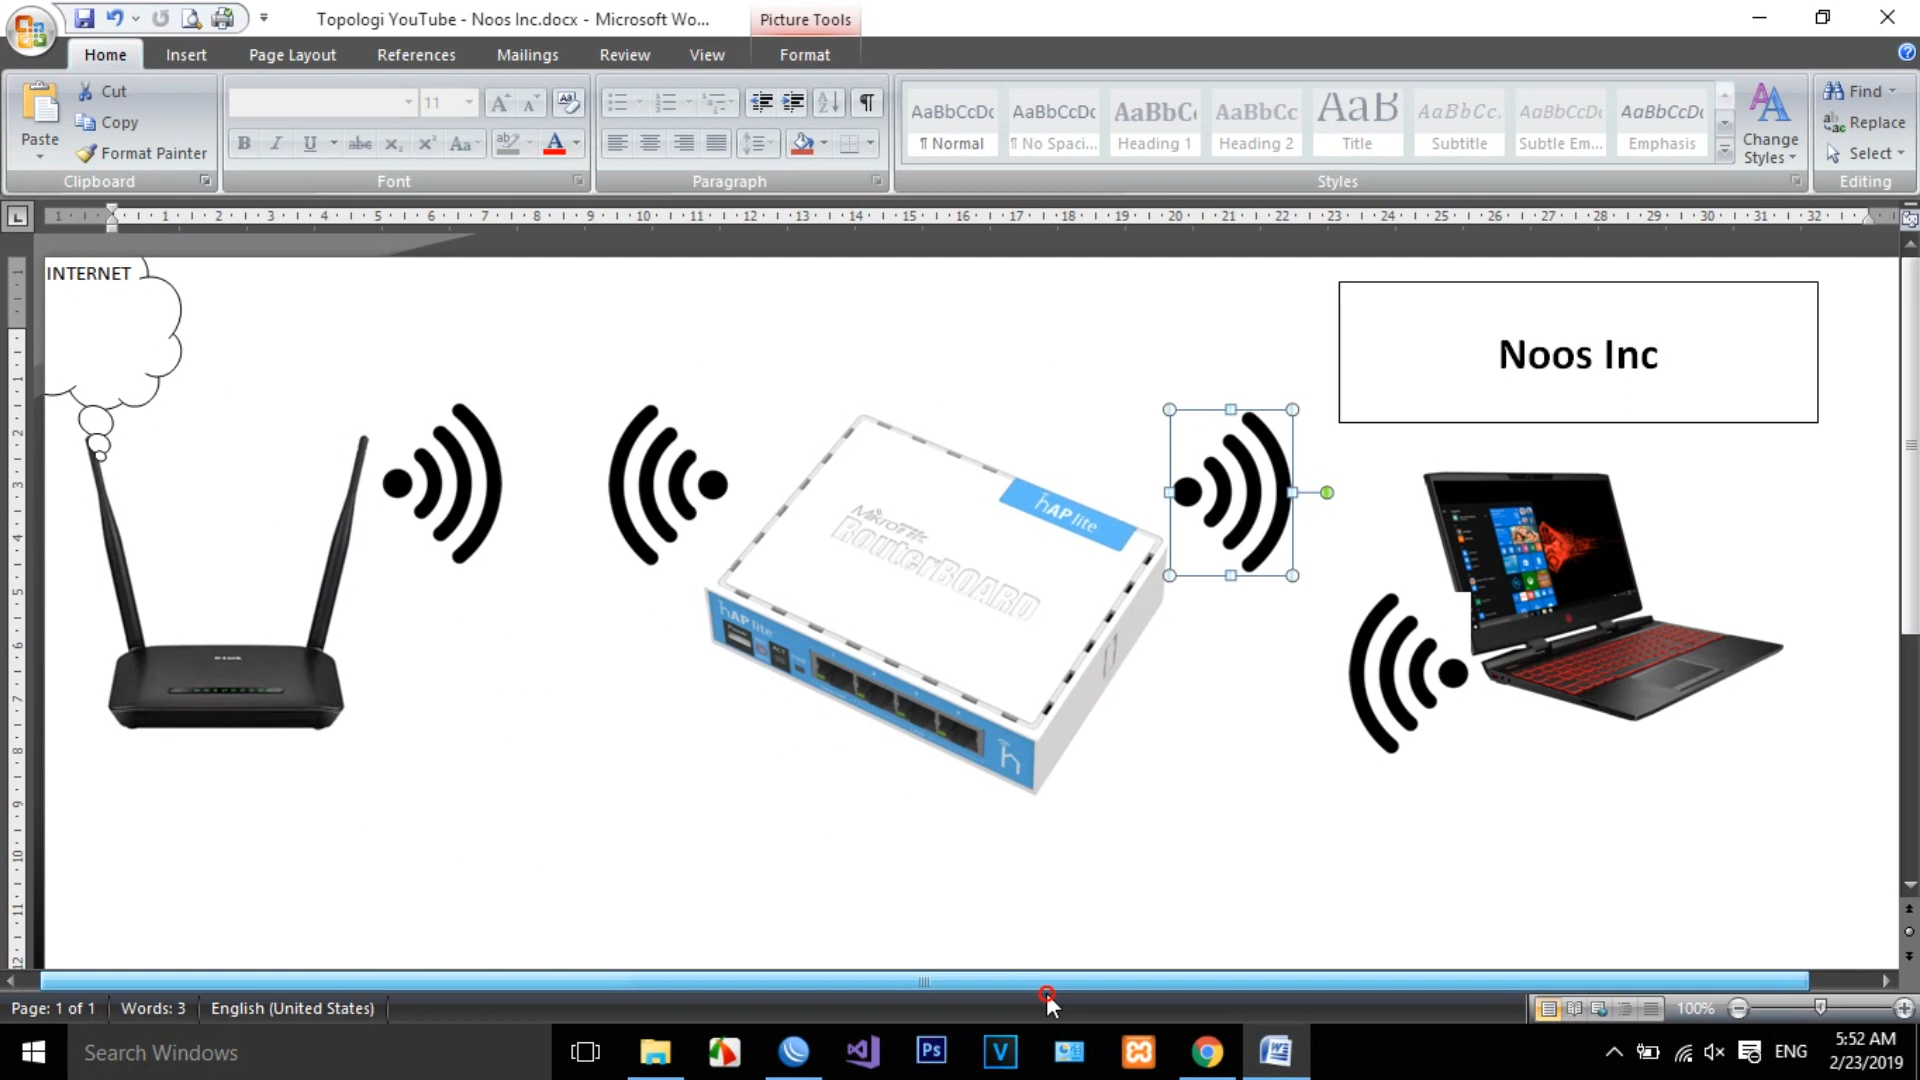 Topologi YouTube - Noos Inc.docx - Microsoft Wo...
Picture Tools
Home
Insert
Page Layout
References
Mailings
Review
View
Format
Paste
Cut
Copy
Format Painter
Clipboard
11
Font
Paragraph
AaBbCcDc
¶ Normal
AaBbCcDc
¶ No Spaci...
AaBbC
Heading 1
AaBbCc
Heading 2
AaB
Title
AaBbCc.
Subtitle
AaBbCcDc
Subtle Em...
AaBbCcDc
Emphasis
Change
Styles
Styles
Find
Replace
Select
Editing
INTERNET
Noos Inc
D-Link
MikroTik
RouterBOARD
hAP lite
hAP lite
Page: 1 of 1
Words: 3
English (United States)
100%
Search Windows
Ps
V
ENG
5:52 AM
2/23/2019